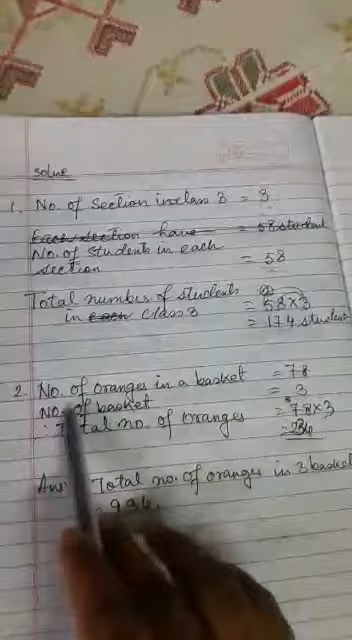 solve
1. No. of Section in class 3 = 3
Each section have = 58 student
No. of students in each = 58
section
Total number of students = 58×3
in each class 3 = 174 student
2. No. of oranges in a basket = 78
No. of basket = 3
∴ Total no. of oranges = 78×3
Ans: Total no. of oranges in 3 basket